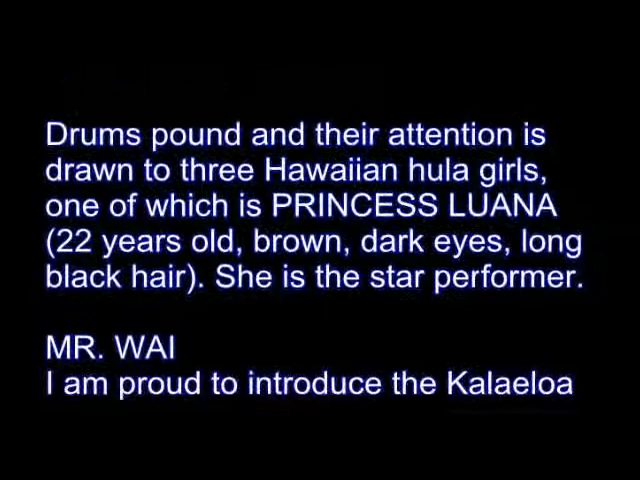 Drums pound and their attention is
drawn to three Hawaiian hula girls,
one of which is PRINCESS LUANA
(22 years old, brown, dark eyes, long
black hair). She is the star performer.
MR. WAI
I am proud to introduce the Kalaeloa